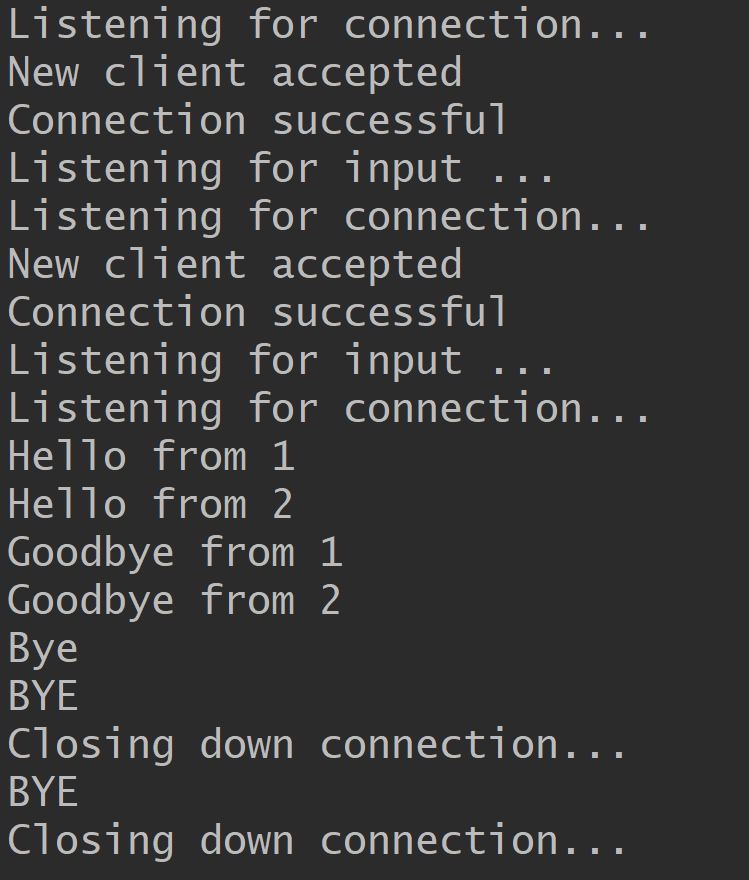 Listening for connection...
New client accepted
Connection successful
Listening for input ...
Listening for connection...
New client accepted
Connection successful
Listening for input ...
Listening for connection...
Hello from 1
Hello from 2
Goodbye from 1
Goodbye from 2
Bye
BYE
Closing down connection...
BYE
Closing down connection...